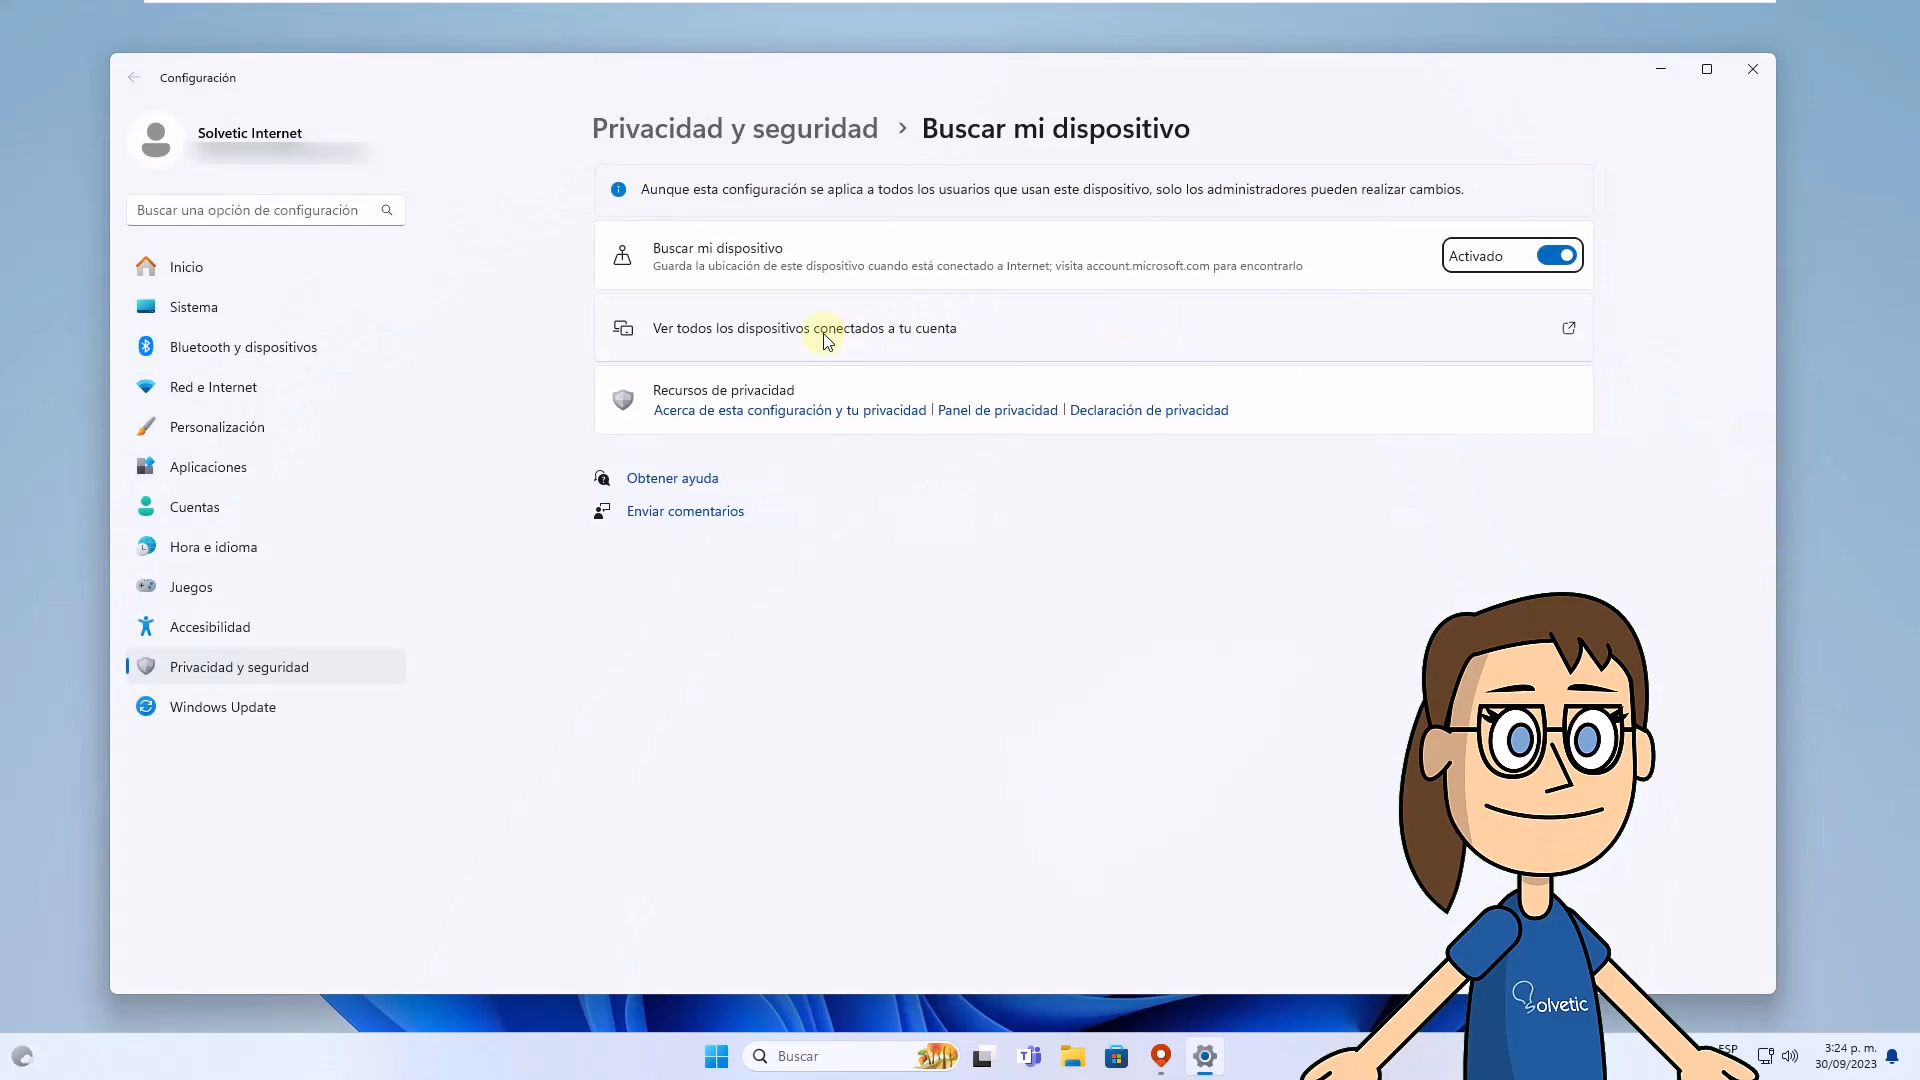 Configuración
Solvetic Internet
Buscar una opción de configuración
Inicio
Sistema
Bluetooth y dispositivos
Red e Internet
Personalización
Aplicaciones
Cuentas
Hora e idioma
Juegos
Accesibilidad
Privacidad y seguridad
Windows Update
Privacidad y seguridad > Buscar mi dispositivo
Aunque esta configuración se aplica a todos los usuarios que usan este dispositivo, solo los administradores pueden realizar cambios.
Buscar mi dispositivo
Guarda la ubicación de este dispositivo cuando está conectado a Internet; visita account.microsoft.com para encontrarlo
Activado
Ver todos los dispositivos conectados a tu cuenta
Recursos de privacidad
Acerca de esta configuración y tu privacidad | Panel de privacidad | Declaración de privacidad
Obtener ayuda
Enviar comentarios
Solvetic
Buscar
ESP
3:24 p. m.
30/09/2023